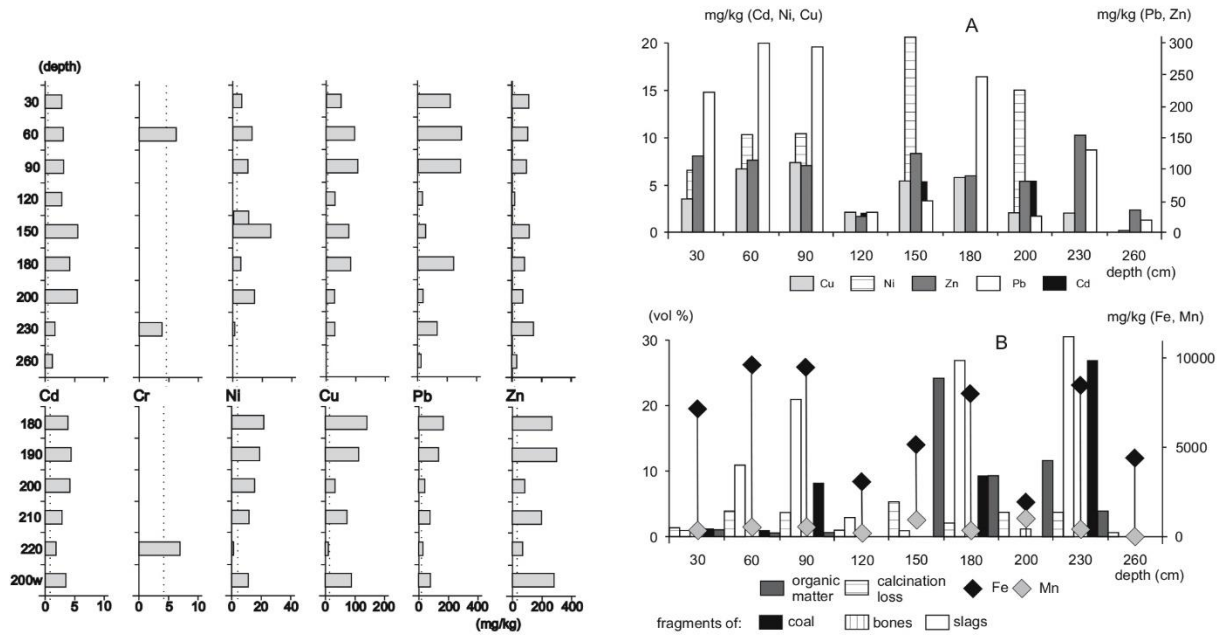 (depth)
30
60
90
120
150
180
200
230
260
Cd Cr Ni Cu Pb Zn
180
190
200
210
220
200w
0 5 10 0 5 10 0 20 40 0 100 200 0 200 400 0 200 400
(mg/kg)
mg/kg (Cd, Ni, Cu) A mg/kg (Pb, Zn)
20 300
250
15
200
10 150
100
5
50
0 0
30 60 90 120 150 180 200 230 260
depth (cm)
Cu Ni Zn Pb Cd
(vol %) B mg/kg (Fe, Mn)
30
10000
20
5000
10
0 0
30 60 90 120 150 180 200 230 260
depth (cm)
organic matter calcination loss Fe Mn
fragments of: coal bones slags